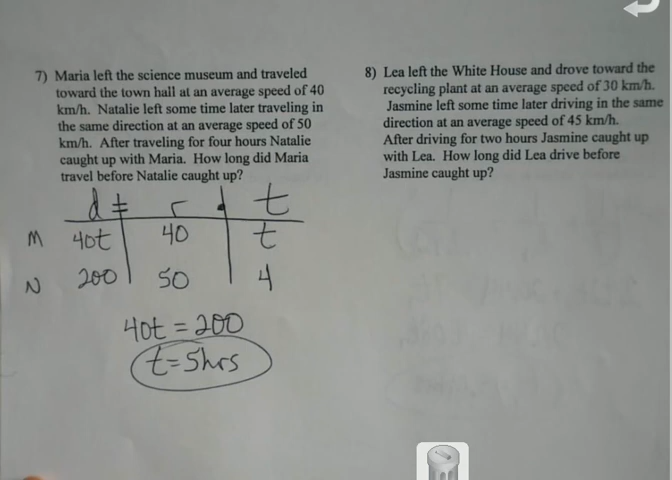 7) Maria left the science museum and traveled
toward the town hall at an average speed of 40
km/h. Natalie left some time later traveling in
the same direction at an average speed of 50
km/h. After traveling for four hours Natalie
caught up with Maria. How long did Maria
travel before Natalie caught up?
d = r · t
M 40t 40 t
N 200 50 4
40t = 200
t = 5hrs
8) Lea left the White House and drove toward the
recycling plant at an average speed of 30 km/h.
Jasmine left some time later driving in the same
direction at an average speed of 45 km/h.
After driving for two hours Jasmine caught up
with Lea. How long did Lea drive before
Jasmine caught up?